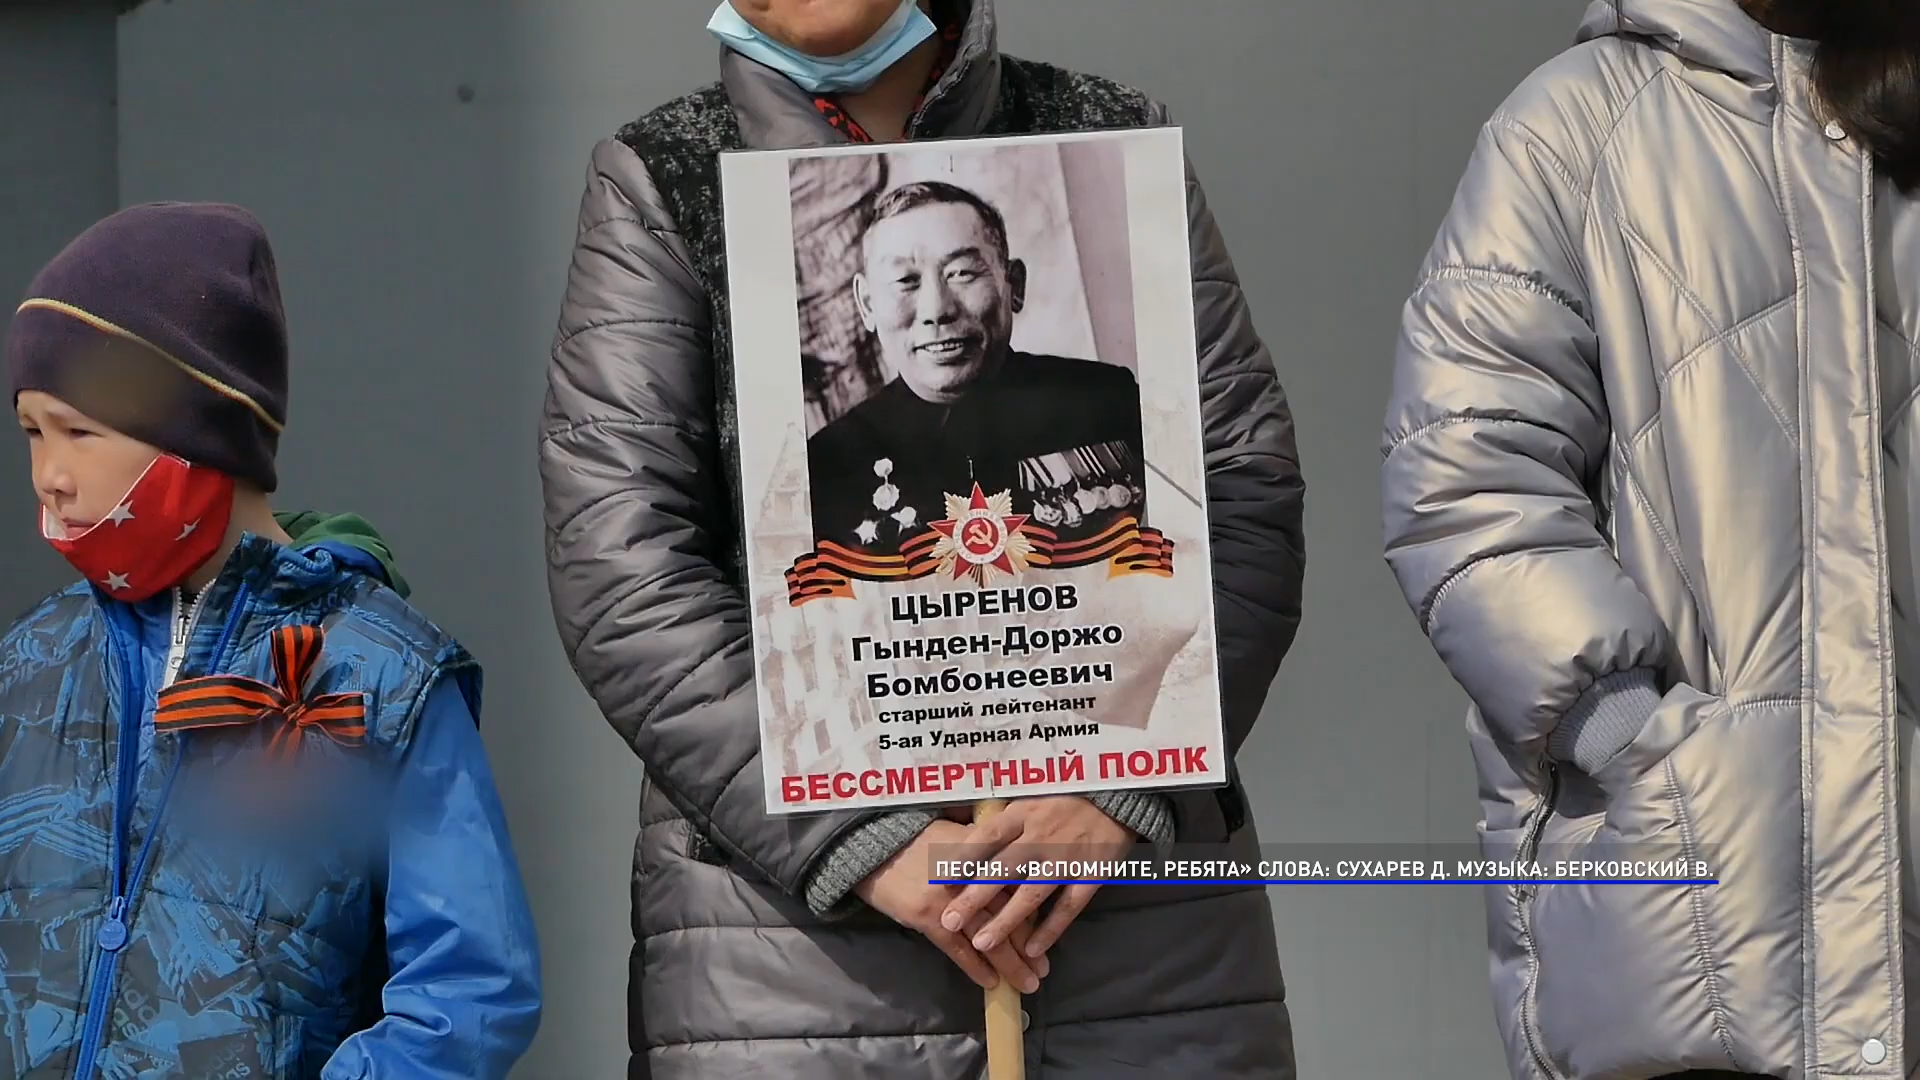 ЦЫРЕНОВ
Гынден-Доржо
Бомбонеевич
старший лейтенант
5-ая Ударная Армия
БЕССМЕРТНЫЙ ПОЛК
ПЕСНЯ: «ВСПОМНИТЕ, РЕБЯТА» СЛОВА: СУХАРЕВ Д. МУЗЫКА: БЕРКОВСКИЙ В.